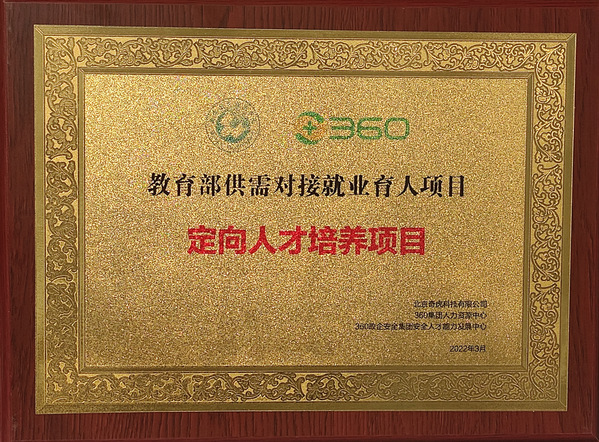 360
教育部供需对接就业育人项目
定向人才培养项目
北京奇虎科技有限公司
360集团人力资源中心
360政企安全集团安全人才能力发展中心
2022年3月